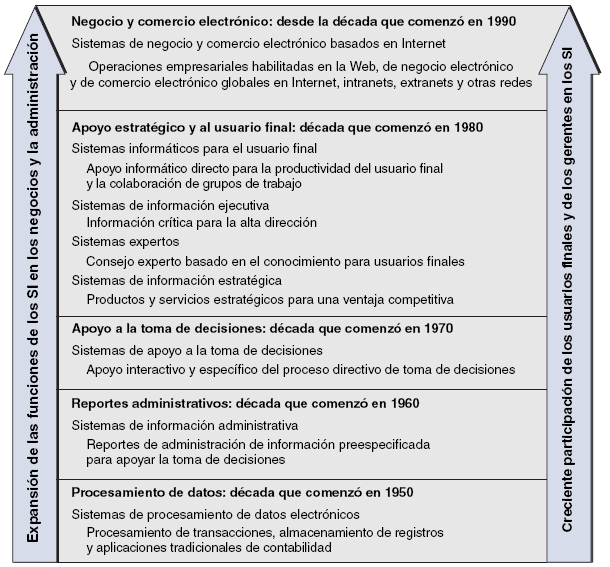 Expansión de las funciones de los SI en los negocios y la administración
Negocio y comercio electrónico: desde la década que comenzó en 1990
Sistemas de negocio y comercio electrónico basados en Internet
Operaciones empresariales habilitadas en la Web, de negocio electrónico
y de comercio electrónico globales en Internet, intranets, extranets y otras redes
Apoyo estratégico y al usuario final: década que comenzó en 1980
Sistemas informáticos para el usuario final
Apoyo informático directo para la productividad del usuario final
y la colaboración de grupos de trabajo
Sistemas de información ejecutiva
Información crítica para la alta dirección
Sistemas expertos
Consejo experto basado en el conocimiento para usuarios finales
Sistemas de información estratégica
Productos y servicios estratégicos para una ventaja competitiva
Apoyo a la toma de decisiones: década que comenzó en 1970
Sistemas de apoyo a la toma de decisiones
Apoyo interactivo y específico del proceso directivo de toma de decisiones
Reportes administrativos: década que comenzó en 1960
Sistemas de información administrativa
Reportes de administración de información preespecificada
para apoyar la toma de decisiones
Procesamiento de datos: década que comenzó en 1950
Sistemas de procesamiento de datos electrónicos
Procesamiento de transacciones, almacenamiento de registros
y aplicaciones tradicionales de contabilidad
Creciente participación de los usuarios finales y de los gerentes en los SI